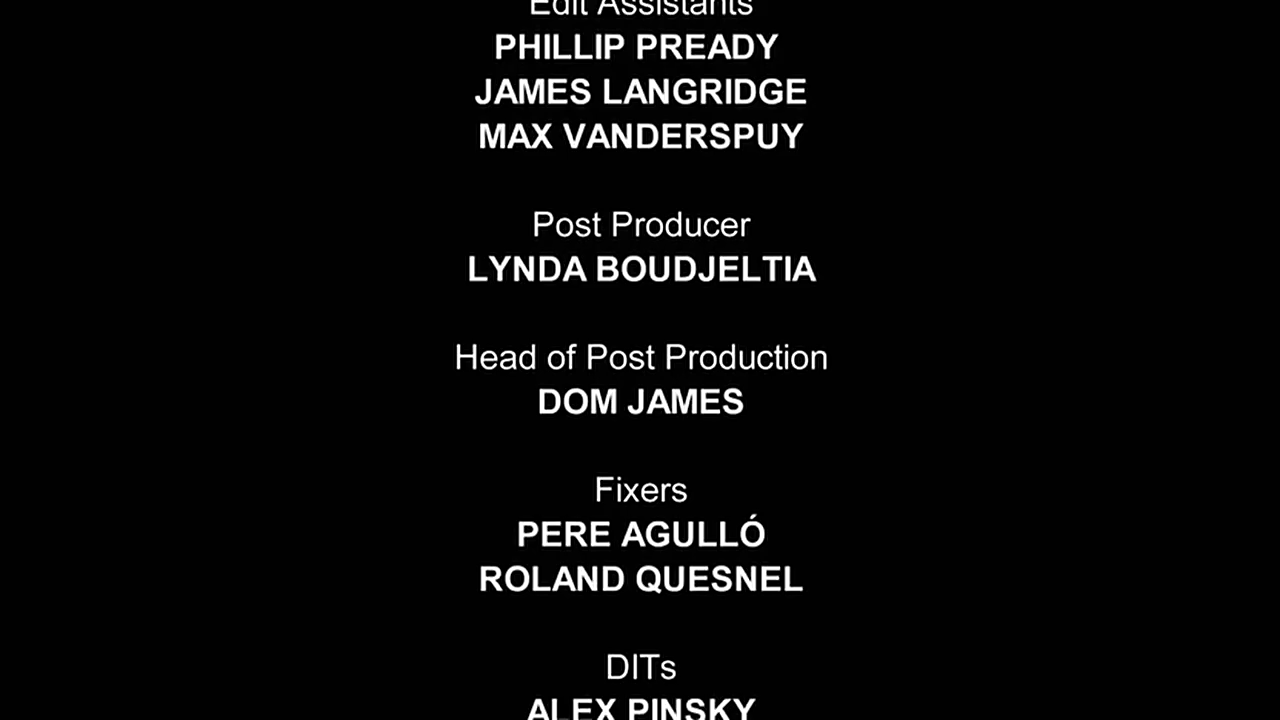 Edit Assistants
PHILLIP PREADY
JAMES LANGRIDGE
MAX VANDERSPUY
Post Producer
LYNDA BOUDJELTIA
Head of Post Production
DOM JAMES
Fixers
PERE AGULLÓ
ROLAND QUESNEL
DITs
ALEX PINSKY